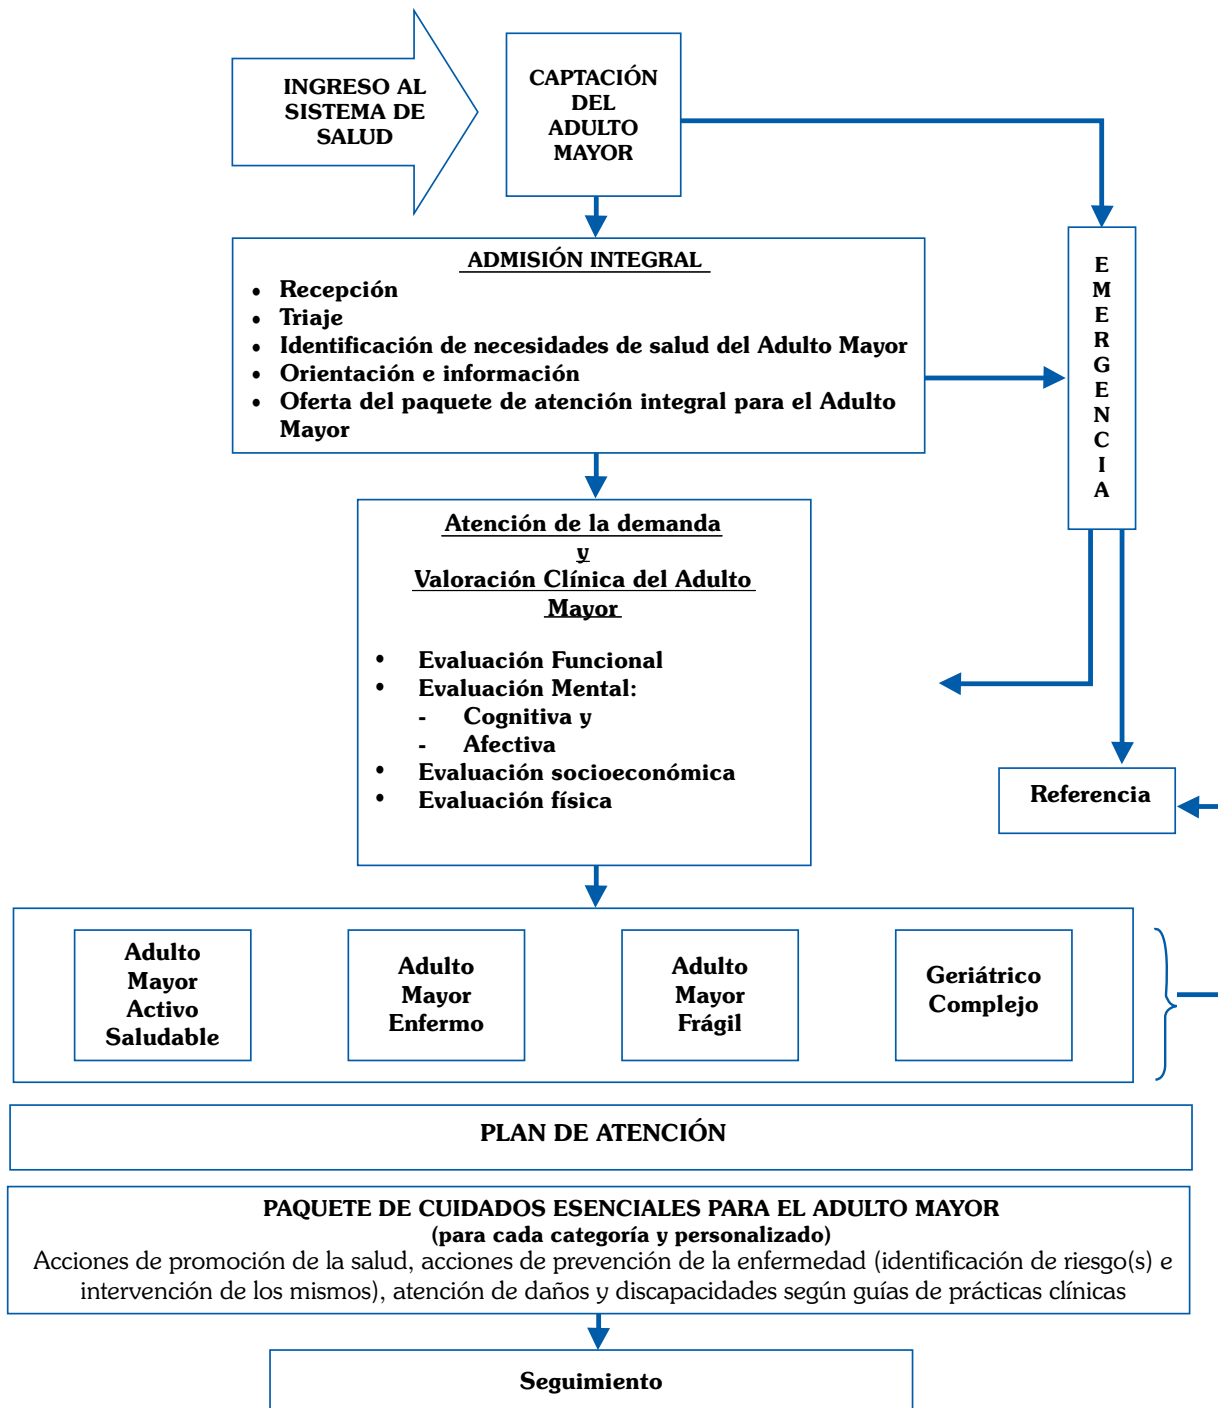 INGRESO AL
SISTEMA DE
SALUD
CAPTACIÓN
DEL
ADULTO
MAYOR
ADMISIÓN INTEGRAL
• Recepción
• Triaje
• Identificación de necesidades de salud del Adulto Mayor
• Orientación e información
• Oferta del paquete de atención integral para el Adulto
Mayor
E
M
E
R
G
E
N
C
I
A
Atención de la demanda
y
Valoración Clínica del Adulto
Mayor
• Evaluación Funcional
• Evaluación Mental:
- Cognitiva y
- Afectiva
• Evaluación socioeconómica
• Evaluación física
Referencia
Adulto
Mayor
Activo
Saludable
Adulto
Mayor
Enfermo
Adulto
Mayor
Frágil
Geriátrico
Complejo
PLAN DE ATENCIÓN
PAQUETE DE CUIDADOS ESENCIALES PARA EL ADULTO MAYOR
(para cada categoría y personalizado)
Acciones de promoción de la salud, acciones de prevención de la enfermedad (identificación de riesgo(s) e
intervención de los mismos), atención de daños y discapacidades según guías de prácticas clínicas
Seguimiento